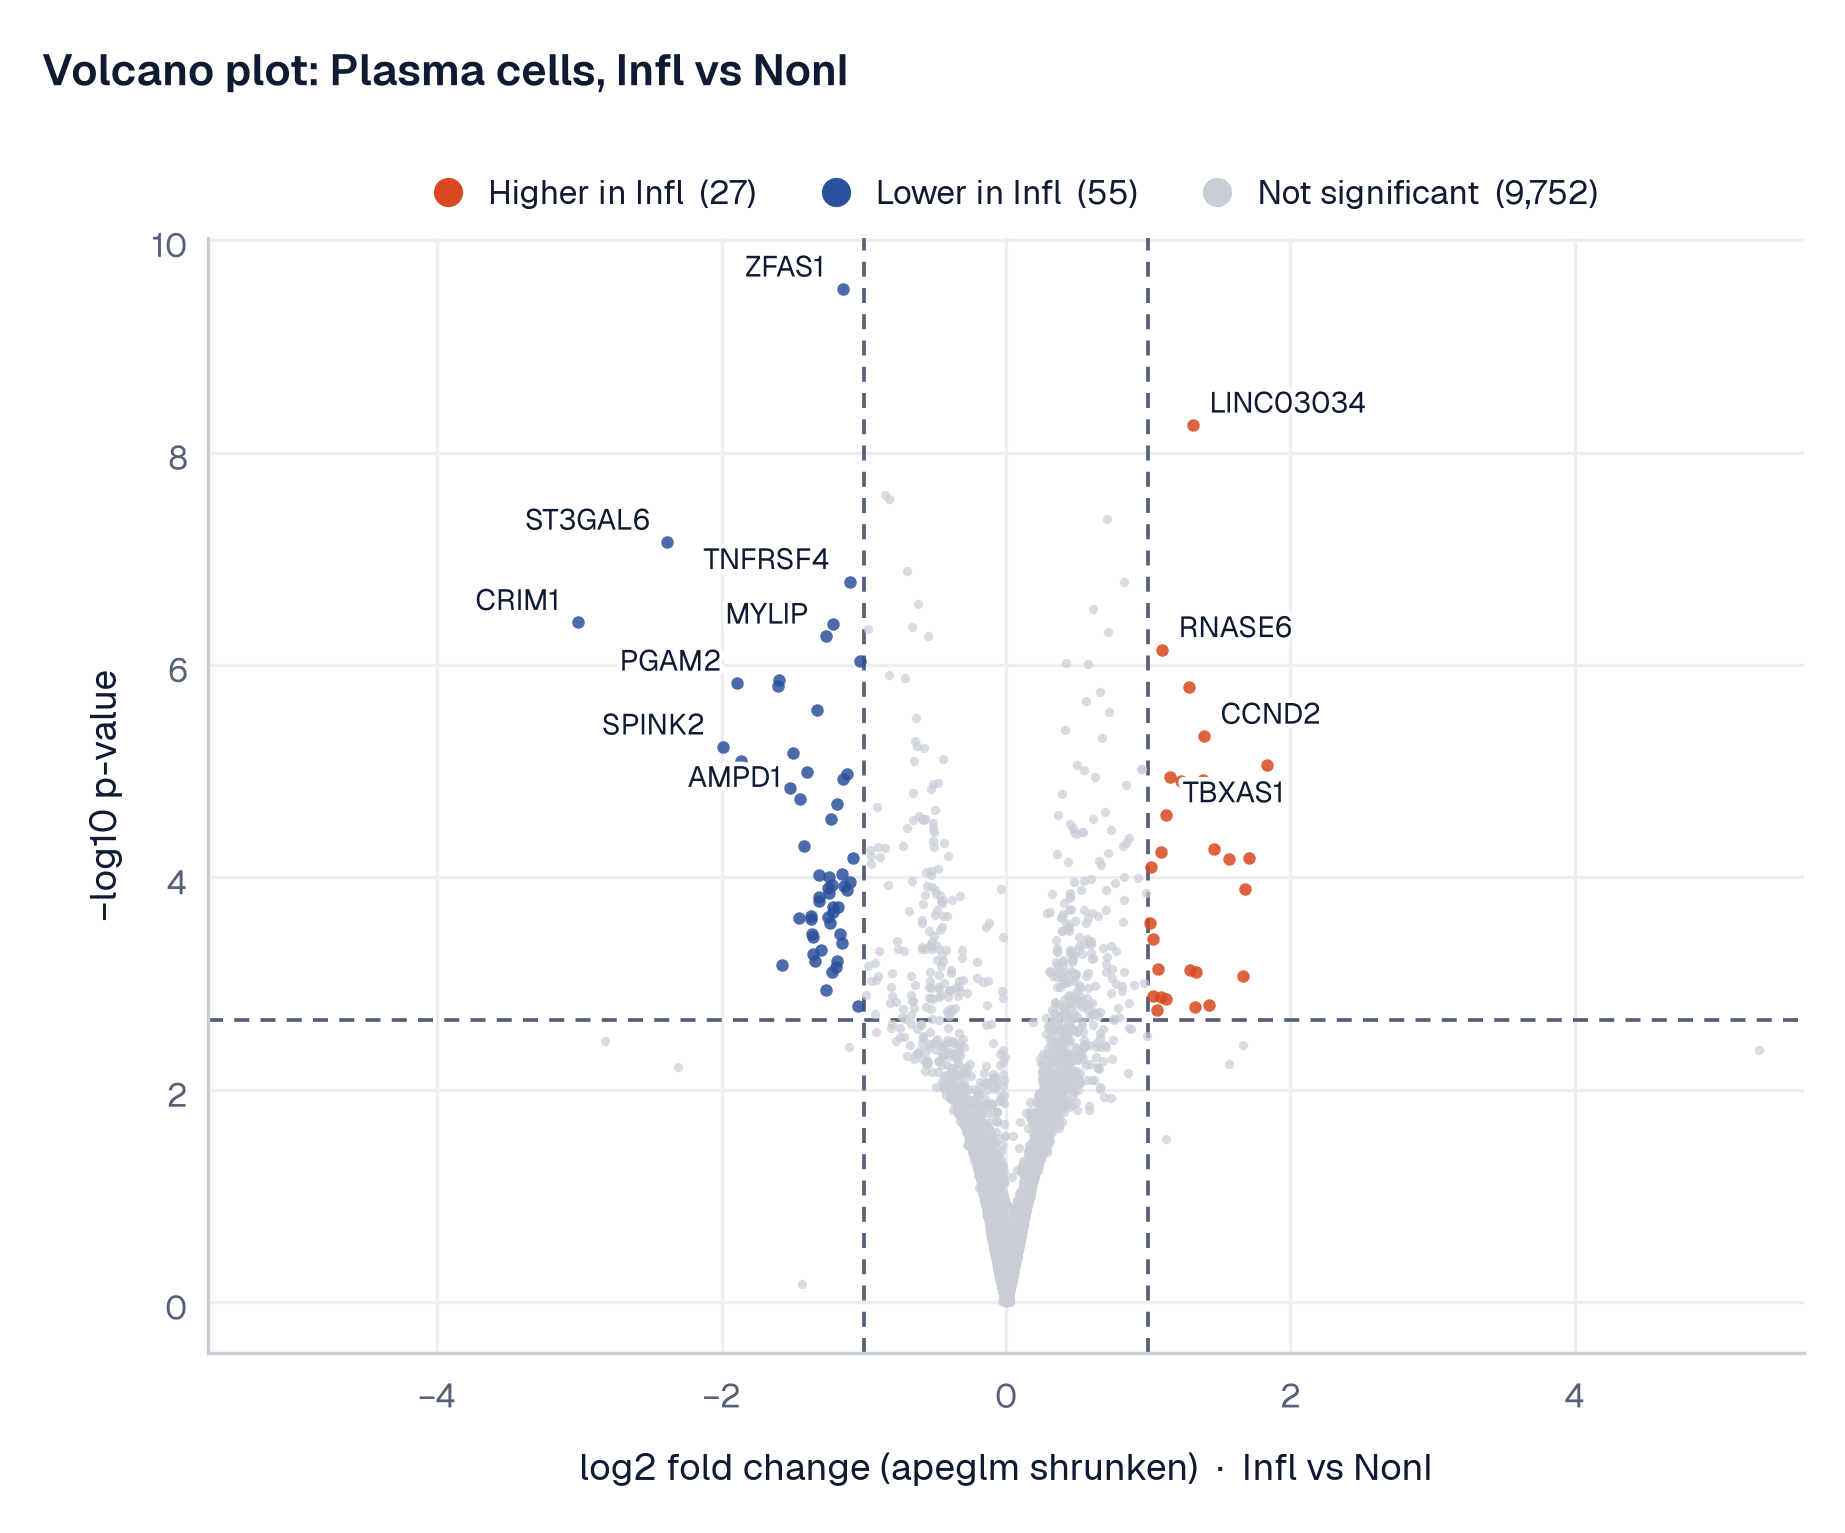 Volcano plot: Plasma cells, Infl vs NonI
Higher in Infl (27) Lower in Infl (55) Not significant (9,752)
10
ZFAS1
LINC03034
8
ST3GAL6
TNFRSF4
CRIM1
MYLIP
RNASE6
PGAM2
6
CCND2
SPINK2
AMPD1
TBXAS1
−log10 p-value
4
2
0
−4 −2 0 2 4
log2 fold change (apeglm shrunken) · Infl vs NonI